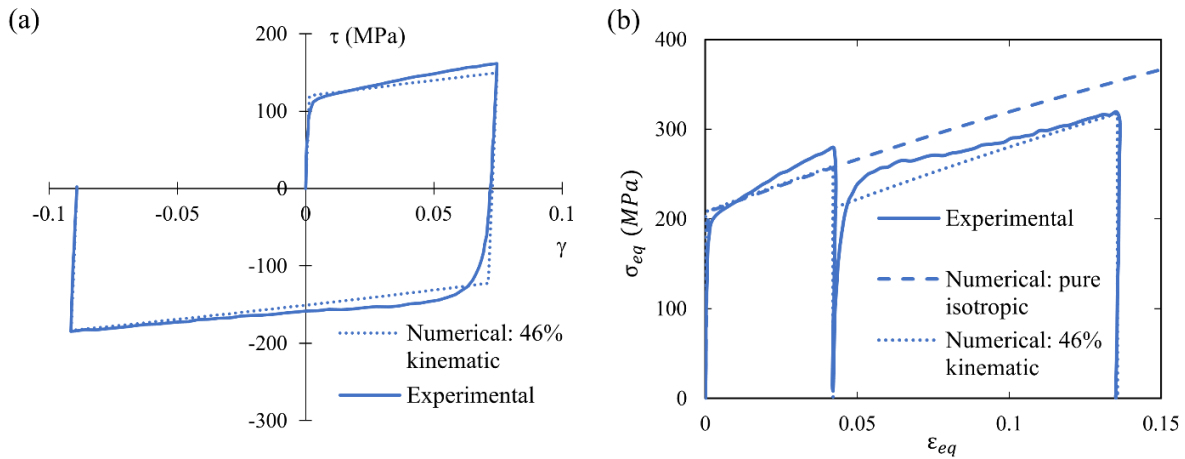 (a)
τ (MPa)
200
100
0
-0.1
-0.05
0
0.05
0.1
γ
-100
-200
-300
Numerical: 46%
kinematic
Experimental
(b)
400
300
200
100
0
σeq (MPa)
Experimental
Numerical: pure
isotropic
Numerical: 46%
kinematic
0
0.05
0.1
0.15
εeq